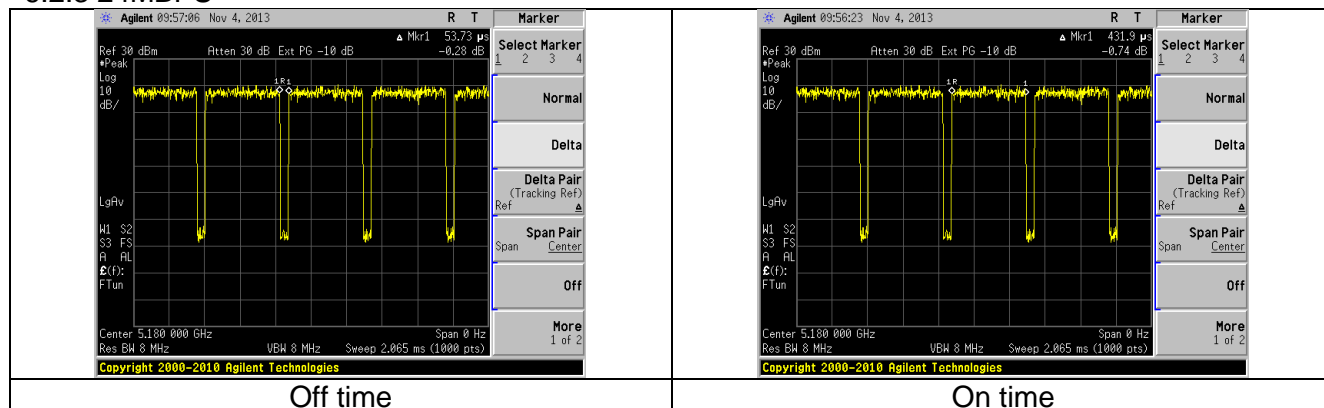 Agilent 09:57:06 Nov 4, 2013 R T
Δ Mkr1 53.73 µs
Ref 30 dBm Atten 30 dB Ext PG -10 dB -0.28 dB
#Peak
Log
10
dB/
1R 1
LgAv
W1 S2
S3 FS
A AA
£(f):
FTun
Center 5.180 000 GHz Span 0 Hz
Res BW 8 MHz VBW 8 MHz Sweep 2.065 ms (1000 pts)
Copyright 2000-2010 Agilent Technologies
Marker
Select Marker
1 2 3 4
Normal
Delta
Delta Pair
(Tracking Ref)
Ref Δ
Span Pair
Span Center
Off
More
1 of 2
Off time
Agilent 09:56:23 Nov 4, 2013 R T
Δ Mkr1 431.9 µs
Ref 30 dBm Atten 30 dB Ext PG -10 dB -0.74 dB
#Peak
Log
10
dB/
1R 1
LgAv
W1 S2
S3 FS
A AL
£(f):
FTun
Center 5.180 000 GHz Span 0 Hz
Res BW 8 MHz VBW 8 MHz Sweep 2.065 ms (1000 pts)
Copyright 2000-2010 Agilent Technologies
Marker
Select Marker
1 2 3 4
Normal
Delta
Delta Pair
(Tracking Ref)
Ref Δ
Span Pair
Span Center
Off
More
1 of 2
On time